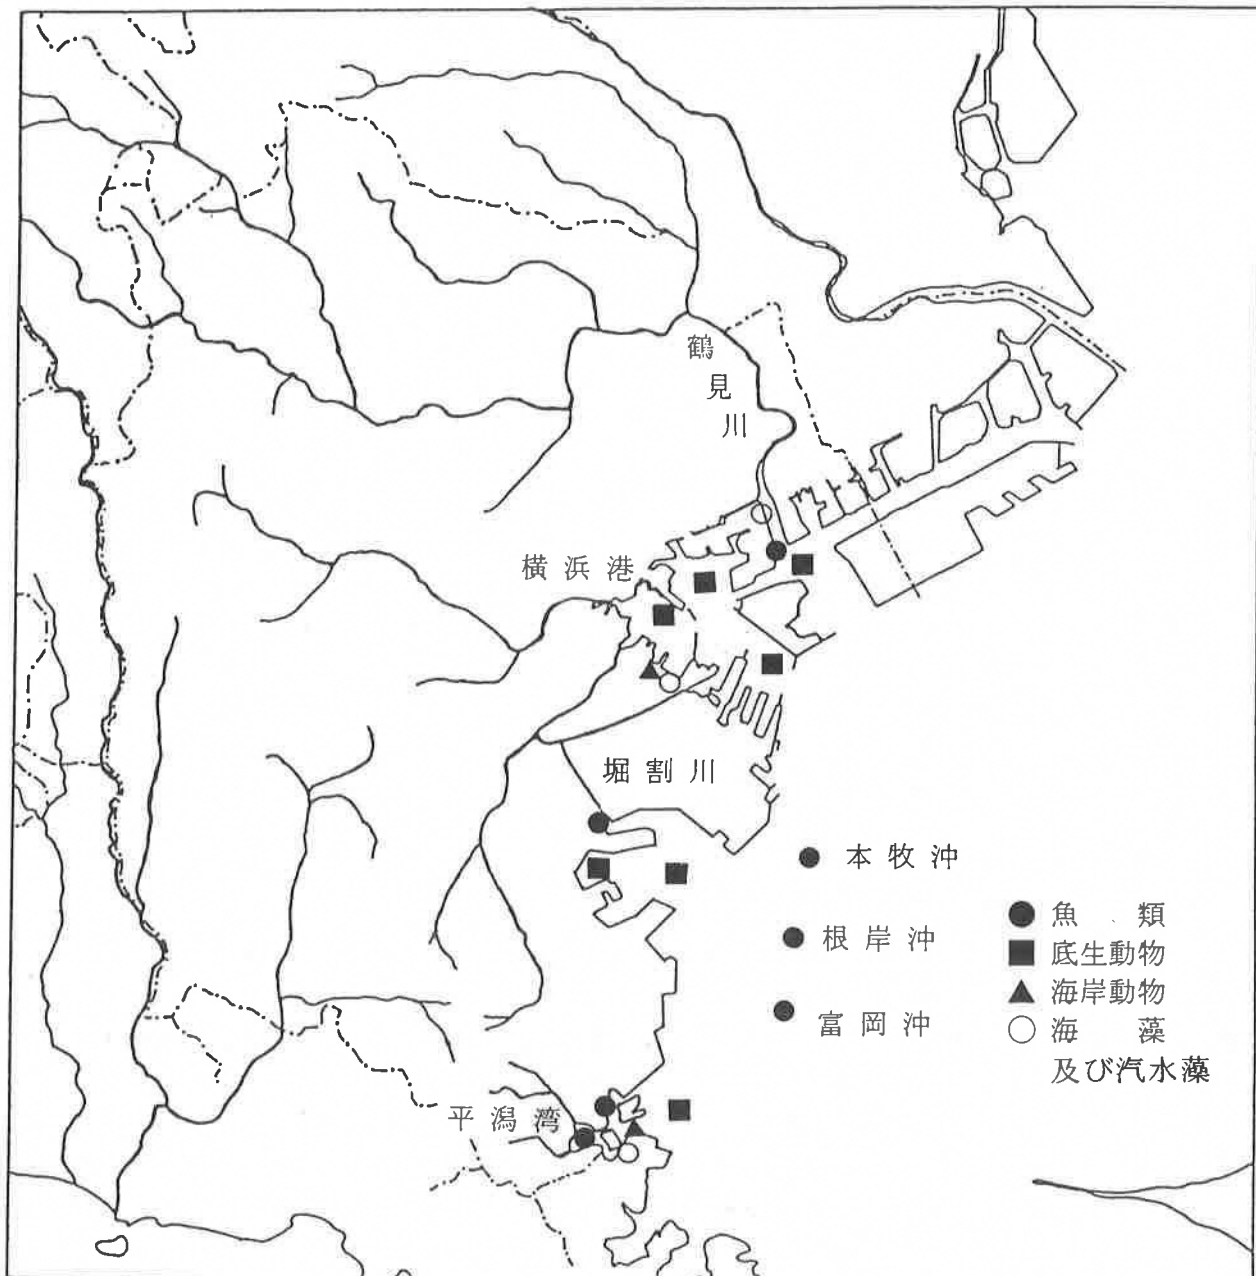 鶴見川
横浜港
堀割川
本牧沖
根岸沖
富岡沖
平潟湾
魚類
底生動物
海岸動物
海藻
及び汽水藻